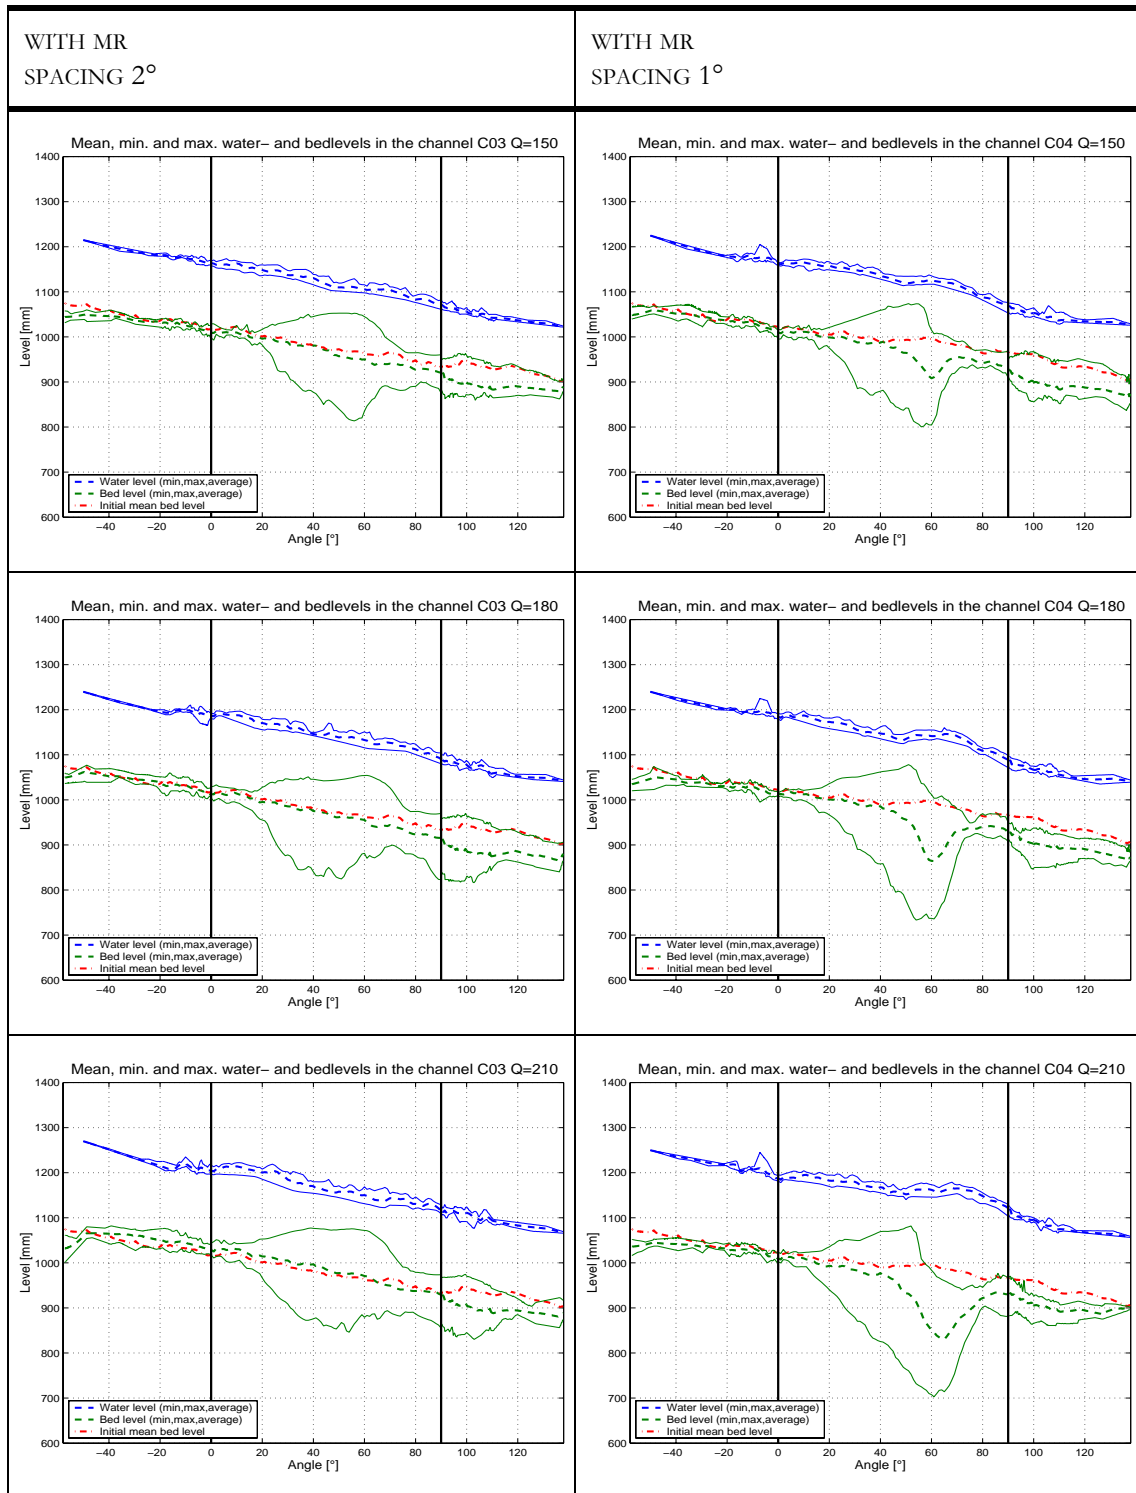 WITH MR
SPACING 2°
WITH MR
SPACING 1°
Mean, min. and max. water− and bedlevels in the channel C03 Q=150
1400
1300
1200
1100
1000
900
800
700
600
Level [mm]
Water level (min,max,average)
Bed level (min,max,average)
Initial mean bed level
−40 −20 0 20 40 60 80 100 120
Angle [°]
Mean, min. and max. water− and bedlevels in the channel C04 Q=150
1400
1300
1200
1100
1000
900
800
700
600
Level [mm]
Water level (min,max,average)
Bed level (min,max,average)
Initial mean bed level
−40 −20 0 20 40 60 80 100 120
Angle [°]
Mean, min. and max. water− and bedlevels in the channel C03 Q=180
1400
1300
1200
1100
1000
900
800
700
600
Level [mm]
Water level (min,max,average)
Bed level (min,max,average)
Initial mean bed level
−40 −20 0 20 40 60 80 100 120
Angle [°]
Mean, min. and max. water− and bedlevels in the channel C04 Q=180
1400
1300
1200
1100
1000
900
800
700
600
Level [mm]
Water level (min,max,average)
Bed level (min,max,average)
Initial mean bed level
−40 −20 0 20 40 60 80 100 120
Angle [°]
Mean, min. and max. water− and bedlevels in the channel C03 Q=210
1400
1300
1200
1100
1000
900
800
700
600
Level [mm]
Water level (min,max,average)
Bed level (min,max,average)
Initial mean bed level
−40 −20 0 20 40 60 80 100 120
Angle [°]
Mean, min. and max. water− and bedlevels in the channel C04 Q=210
1400
1300
1200
1100
1000
900
800
700
600
Level [mm]
Water level (min,max,average)
Bed level (min,max,average)
Initial mean bed level
−40 −20 0 20 40 60 80 100 120
Angle [°]